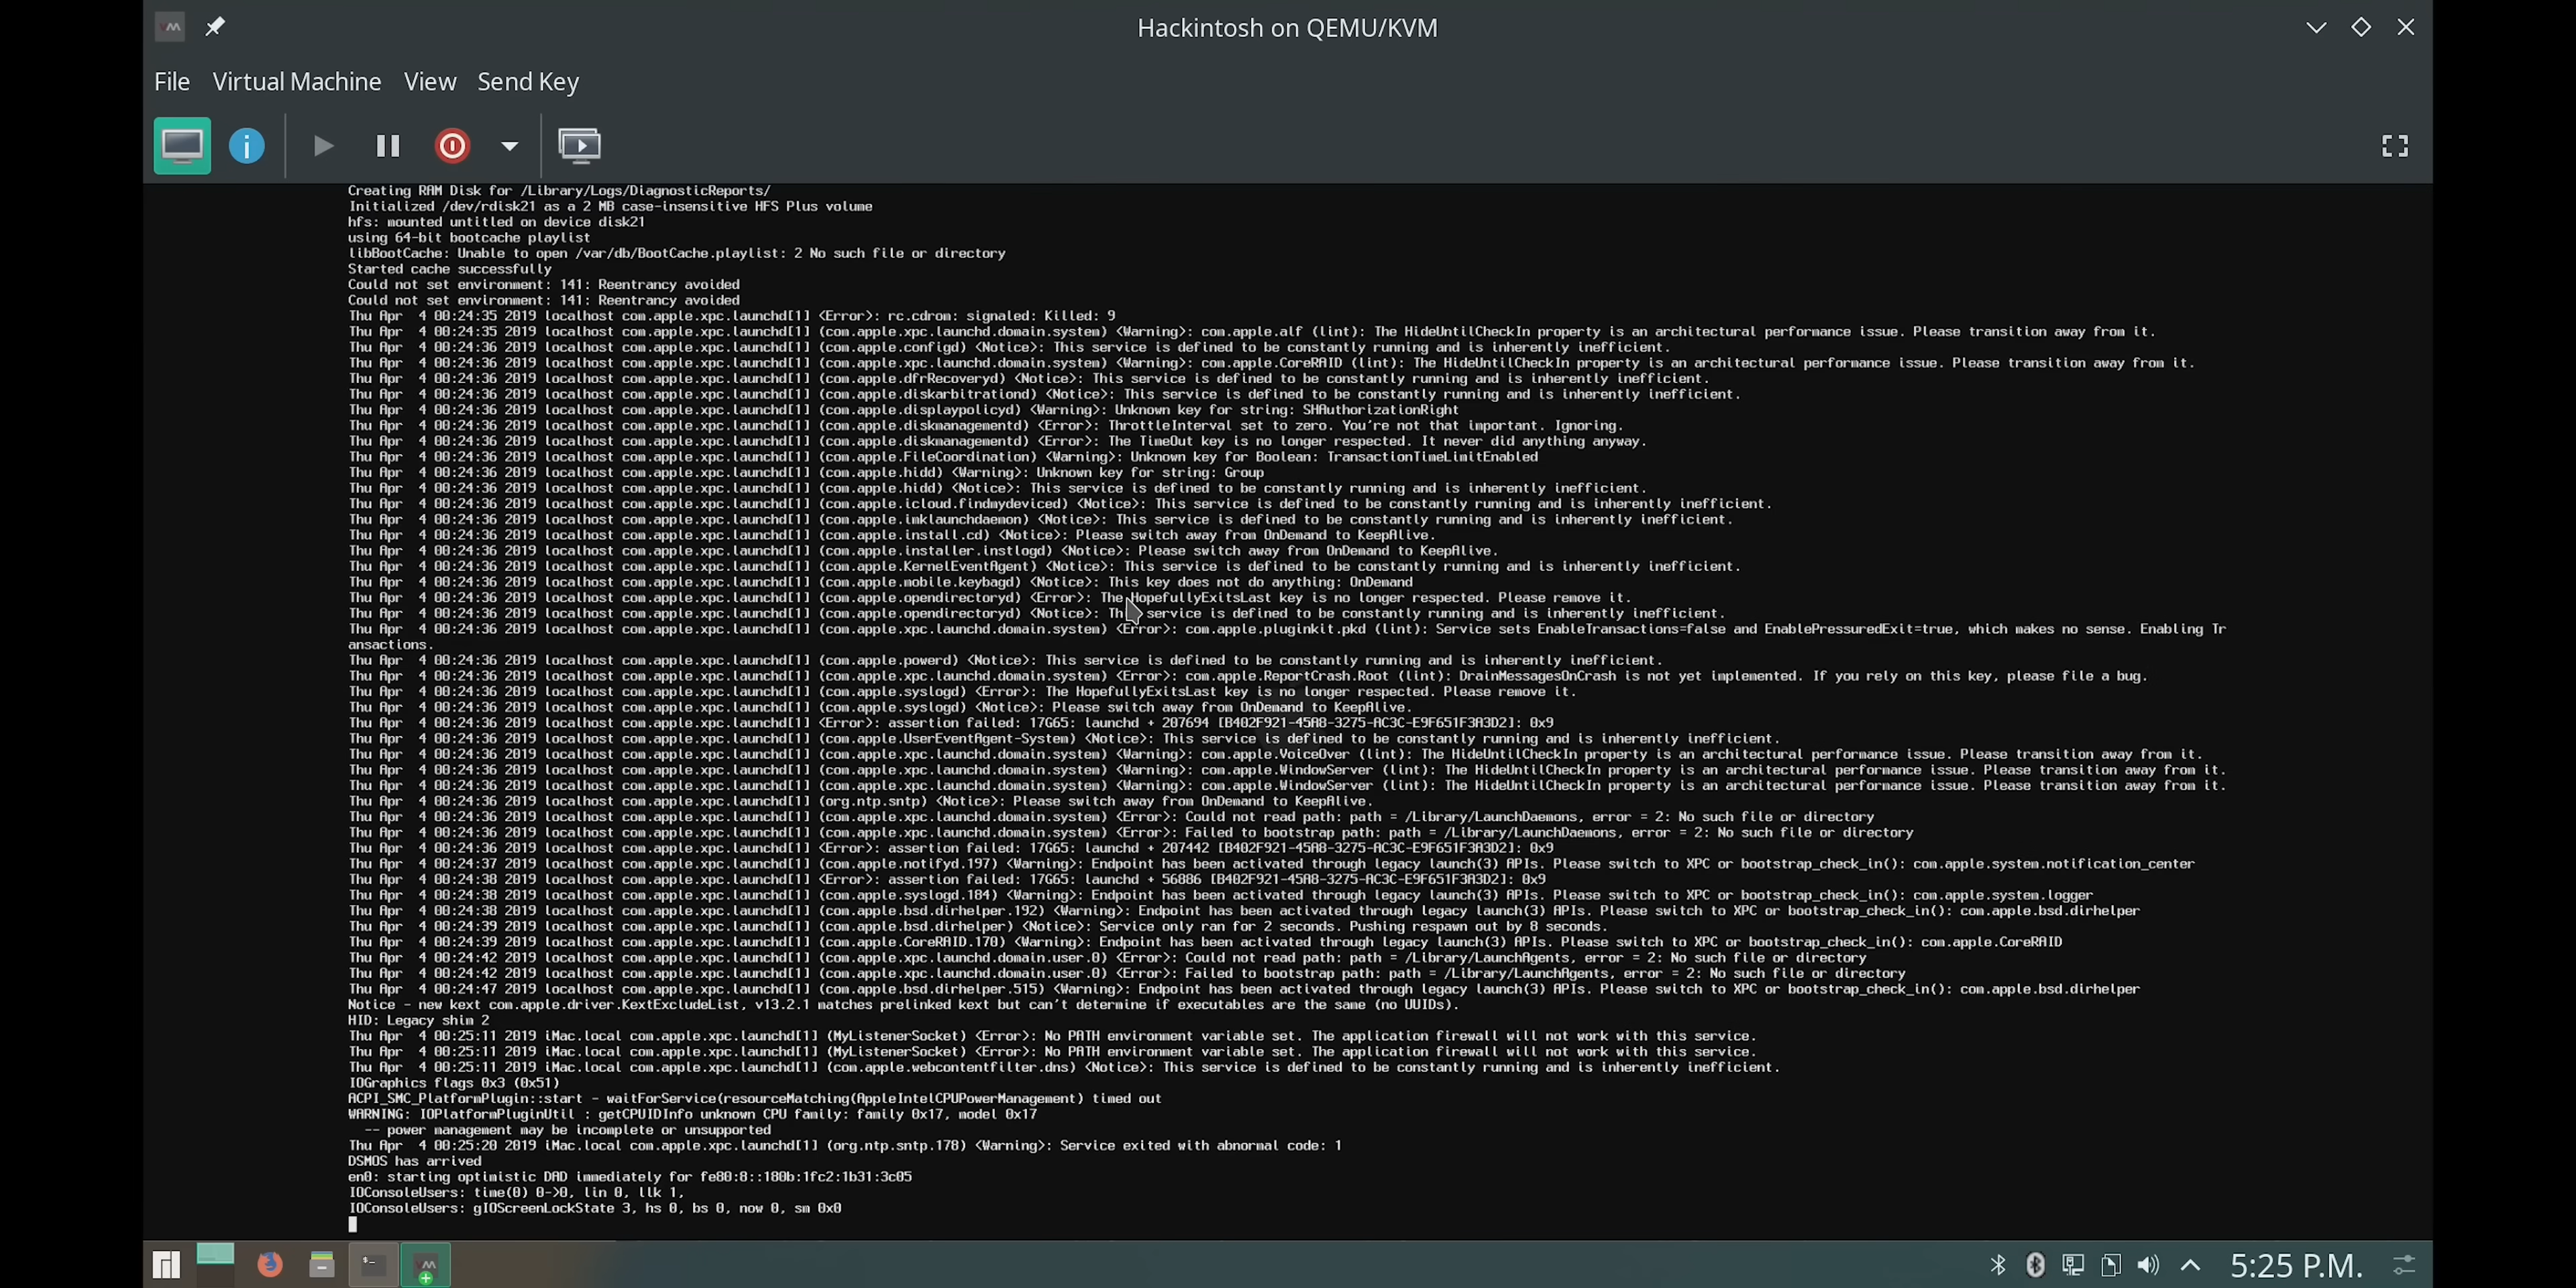 Hackintosh on QEMU/KVM
File Virtual Machine View Send Key
Creating RAM Disk for /Library/Logs/DiagnosticReports/
Initialized /dev/rdisk21 as a 2 MB case-insensitive HFS Plus volume
hfs: mounted untitled on device disk21
using 64-bit bootcache playlist
libBootCache: Unable to open /var/db/BootCache.playlist: 2 No such file or directory
Started cache successfully
Could not set environment: 141: Reentrancy avoided
Could not set environment: 141: Reentrancy avoided
Thu Apr  4 00:24:35 2019 localhost com.apple.xpc.launchd[1] <Error>: rc.cdrom: signaled: Killed: 9
Thu Apr  4 00:24:35 2019 localhost com.apple.xpc.launchd[1] (com.apple.xpc.launchd.domain.system) <Warning>: com.apple.alf (lint): The HideUntilCheckIn property is an architectural performance issue. Please transition away from it.
Thu Apr  4 00:24:36 2019 localhost com.apple.xpc.launchd[1] (com.apple.configd) <Notice>: This service is defined to be constantly running and is inherently inefficient.
Thu Apr  4 00:24:36 2019 localhost com.apple.xpc.launchd[1] (com.apple.xpc.launchd.domain.system) <Warning>: com.apple.CoreRAID (lint): The HideUntilCheckIn property is an architectural performance issue. Please transition away from it.
Thu Apr  4 00:24:36 2019 localhost com.apple.xpc.launchd[1] (com.apple.dfrRecoveryd) <Notice>: This service is defined to be constantly running and is inherently inefficient.
Thu Apr  4 00:24:36 2019 localhost com.apple.xpc.launchd[1] (com.apple.diskarbitrationd) <Notice>: This service is defined to be constantly running and is inherently inefficient.
Thu Apr  4 00:24:36 2019 localhost com.apple.xpc.launchd[1] (com.apple.displaypolicyd) <Warning>: Unknown key for string: SHAuthorizationRight
Thu Apr  4 00:24:36 2019 localhost com.apple.xpc.launchd[1] (com.apple.diskmanagementd) <Error>: ThrottleInterval set to zero. You're not that important. Ignoring.
Thu Apr  4 00:24:36 2019 localhost com.apple.xpc.launchd[1] (com.apple.diskmanagementd) <Error>: The TimeOut key is no longer respected. It never did anything anyway.
Thu Apr  4 00:24:36 2019 localhost com.apple.xpc.launchd[1] (com.apple.FileCoordination) <Warning>: Unknown key for Boolean: TransactionTimeLimitEnabled
Thu Apr  4 00:24:36 2019 localhost com.apple.xpc.launchd[1] (com.apple.hidd) <Warning>: Unknown key for string: Group
Thu Apr  4 00:24:36 2019 localhost com.apple.xpc.launchd[1] (com.apple.hidd) <Notice>: This service is defined to be constantly running and is inherently inefficient.
Thu Apr  4 00:24:36 2019 localhost com.apple.xpc.launchd[1] (com.apple.icloud.findmydeviced) <Notice>: This service is defined to be constantly running and is inherently inefficient.
Thu Apr  4 00:24:36 2019 localhost com.apple.xpc.launchd[1] (com.apple.imklaunchdaemon) <Notice>: This service is defined to be constantly running and is inherently inefficient.
Thu Apr  4 00:24:36 2019 localhost com.apple.xpc.launchd[1] (com.apple.install.cd) <Notice>: Please switch away from OnDemand to KeepAlive.
Thu Apr  4 00:24:36 2019 localhost com.apple.xpc.launchd[1] (com.apple.installer.instlogd) <Notice>: Please switch away from OnDemand to KeepAlive.
Thu Apr  4 00:24:36 2019 localhost com.apple.xpc.launchd[1] (com.apple.KernelEventAgent) <Notice>: This service is defined to be constantly running and is inherently inefficient.
Thu Apr  4 00:24:36 2019 localhost com.apple.xpc.launchd[1] (com.apple.mobile.keybagd) <Notice>: This key does not do anything: OnDemand
Thu Apr  4 00:24:36 2019 localhost com.apple.xpc.launchd[1] (com.apple.opendirectoryd) <Error>: The HopefullyExitsLast key is no longer respected. Please remove it.
Thu Apr  4 00:24:36 2019 localhost com.apple.xpc.launchd[1] (com.apple.opendirectoryd) <Notice>: This service is defined to be constantly running and is inherently inefficient.
Thu Apr  4 00:24:36 2019 localhost com.apple.xpc.launchd[1] (com.apple.xpc.launchd.domain.system) <Error>: com.apple.pluginkit.pkd (lint): Service sets EnableTransactions=false and EnablePressuredExit=true, which makes no sense. Enabling Tr
ansactions.
Thu Apr  4 00:24:36 2019 localhost com.apple.xpc.launchd[1] (com.apple.powerd) <Notice>: This service is defined to be constantly running and is inherently inefficient.
Thu Apr  4 00:24:36 2019 localhost com.apple.xpc.launchd[1] (com.apple.xpc.launchd.domain.system) <Error>: com.apple.ReportCrash.Root (lint): DrainMessagesOnCrash is not yet implemented. If you rely on this key, please file a bug.
Thu Apr  4 00:24:36 2019 localhost com.apple.xpc.launchd[1] (com.apple.syslogd) <Error>: The HopefullyExitsLast key is no longer respected. Please remove it.
Thu Apr  4 00:24:36 2019 localhost com.apple.xpc.launchd[1] (com.apple.syslogd) <Notice>: Please switch away from OnDemand to KeepAlive.
Thu Apr  4 00:24:36 2019 localhost com.apple.xpc.launchd[1] <Error>: assertion failed: 17G65: launchd + 207694 [B402F921-45A8-3275-AC3C-E9F651F3A3D2]: 0x9
Thu Apr  4 00:24:36 2019 localhost com.apple.xpc.launchd[1] (com.apple.UserEventAgent-System) <Notice>: This service is defined to be constantly running and is inherently inefficient.
Thu Apr  4 00:24:36 2019 localhost com.apple.xpc.launchd[1] (com.apple.xpc.launchd.domain.system) <Warning>: com.apple.VoiceOver (lint): The HideUntilCheckIn property is an architectural performance issue. Please transition away from it.
Thu Apr  4 00:24:36 2019 localhost com.apple.xpc.launchd[1] (com.apple.xpc.launchd.domain.system) <Warning>: com.apple.WindowServer (lint): The HideUntilCheckIn property is an architectural performance issue. Please transition away from it.
Thu Apr  4 00:24:36 2019 localhost com.apple.xpc.launchd[1] (com.apple.xpc.launchd.domain.system) <Warning>: com.apple.WindowServer (lint): The HideUntilCheckIn property is an architectural performance issue. Please transition away from it.
Thu Apr  4 00:24:36 2019 localhost com.apple.xpc.launchd[1] (org.ntp.sntp) <Notice>: Please switch away from OnDemand to KeepAlive.
Thu Apr  4 00:24:36 2019 localhost com.apple.xpc.launchd[1] (com.apple.xpc.launchd.domain.system) <Error>: Could not read path: path = /Library/LaunchDaemons, error = 2: No such file or directory
Thu Apr  4 00:24:36 2019 localhost com.apple.xpc.launchd[1] (com.apple.xpc.launchd.domain.system) <Error>: Failed to bootstrap path: path = /Library/LaunchDaemons, error = 2: No such file or directory
Thu Apr  4 00:24:36 2019 localhost com.apple.xpc.launchd[1] <Error>: assertion failed: 17G65: launchd + 207442 [B402F921-45A8-3275-AC3C-E9F651F3A3D2]: 0x9
Thu Apr  4 00:24:37 2019 localhost com.apple.xpc.launchd[1] (com.apple.notifyd.197) <Warning>: Endpoint has been activated through legacy launch(3) APIs. Please switch to XPC or bootstrap_check_in(): com.apple.system.notification_center
Thu Apr  4 00:24:38 2019 localhost com.apple.xpc.launchd[1] <Error>: assertion failed: 17G65: launchd + 56886 [B402F921-45A8-3275-AC3C-E9F651F3A3D2]: 0x9
Thu Apr  4 00:24:38 2019 localhost com.apple.xpc.launchd[1] (com.apple.syslogd.184) <Warning>: Endpoint has been activated through legacy launch(3) APIs. Please switch to XPC or bootstrap_check_in(): com.apple.system.logger
Thu Apr  4 00:24:38 2019 localhost com.apple.xpc.launchd[1] (com.apple.bsd.dirhelper.192) <Warning>: Endpoint has been activated through legacy launch(3) APIs. Please switch to XPC or bootstrap_check_in(): com.apple.bsd.dirhelper
Thu Apr  4 00:24:39 2019 localhost com.apple.xpc.launchd[1] (com.apple.bsd.dirhelper) <Notice>: Service only ran for 2 seconds. Pushing respawn out by 8 seconds.
Thu Apr  4 00:24:39 2019 localhost com.apple.xpc.launchd[1] (com.apple.CoreRAID.170) <Warning>: Endpoint has been activated through legacy launch(3) APIs. Please switch to XPC or bootstrap_check_in(): com.apple.CoreRAID
Thu Apr  4 00:24:42 2019 localhost com.apple.xpc.launchd[1] (com.apple.xpc.launchd.domain.user.0) <Error>: Could not read path: path = /Library/LaunchAgents, error = 2: No such file or directory
Thu Apr  4 00:24:42 2019 localhost com.apple.xpc.launchd[1] (com.apple.xpc.launchd.domain.user.0) <Error>: Failed to bootstrap path: path = /Library/LaunchAgents, error = 2: No such file or directory
Thu Apr  4 00:24:47 2019 localhost com.apple.xpc.launchd[1] (com.apple.bsd.dirhelper.515) <Warning>: Endpoint has been activated through legacy launch(3) APIs. Please switch to XPC or bootstrap_check_in(): com.apple.bsd.dirhelper
Notice - new kext com.apple.driver.KextExcludeList, v13.2.1 matches prelinked kext but can't determine if executables are the same (no UUIDs).
HID: Legacy shim 2
Thu Apr  4 00:25:11 2019 iMac.local com.apple.xpc.launchd[1] (MyListenerSocket) <Error>: No PATH environment variable set. The application firewall will not work with this service.
Thu Apr  4 00:25:11 2019 iMac.local com.apple.xpc.launchd[1] (MyListenerSocket) <Error>: No PATH environment variable set. The application firewall will not work with this service.
Thu Apr  4 00:25:11 2019 iMac.local com.apple.xpc.launchd[1] (com.apple.webcontentfilter.dns) <Notice>: This service is defined to be constantly running and is inherently inefficient.
IOGraphics flags 0x3 (0x51)
ACPI_SMC_PlatformPlugin::start - waitForService(resourceMatching(AppleIntelCPUPowerManagement) timed out
WARNING: IOPlatformPluginUtil : getCPUIDInfo unknown CPU family: family 0x17, model 0x17
-- power management may be incomplete or unsupported
Thu Apr  4 00:25:20 2019 iMac.local com.apple.xpc.launchd[1] (org.ntp.sntp.178) <Warning>: Service exited with abnormal code: 1
DSMOS has arrived
en0: starting optimistic DAD immediately for fe80:8::180b:1fc2:1b31:3c05
IOConsoleUsers: time(0) 0->0, lin 0, llk 1,
IOConsoleUsers: gIOScreenLockState 3, hs 0, bs 0, now 0, sm 0x0
5:25 P.M.